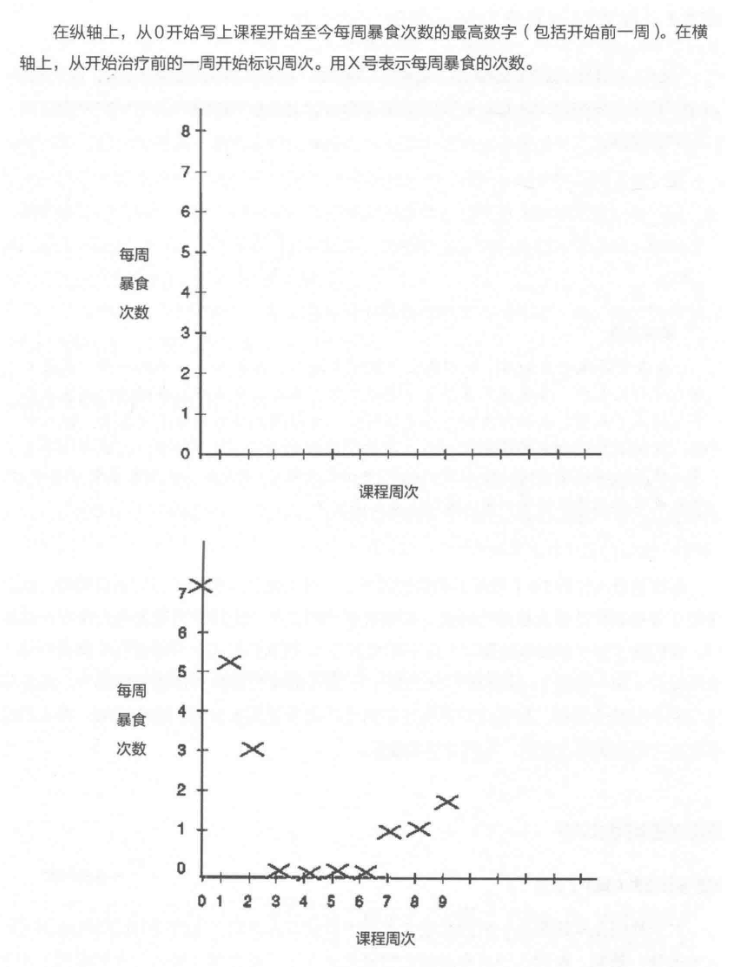 在纵轴上，从0开始写上课程开始至今每周暴食次数的最高数字（包括开始前一周）。在横
轴上，从开始治疗前的一周开始标识周次。用X号表示每周暴食的次数。
8
7
6
每周
暴食
次数
5
4
3
2
1
0
课程周次
7
6
5
每周
暴食
次数
4
3
2
1
0
0 1 2 3 4 5 6 7 8 9
课程周次